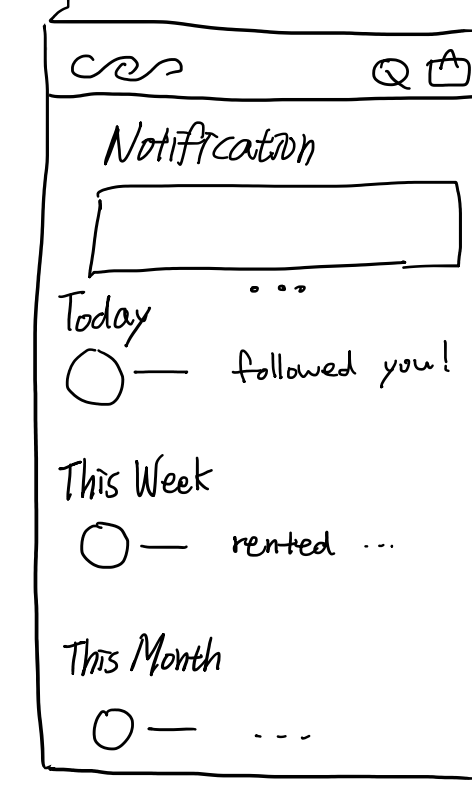 Notification
Today
followed you!
This Week
rented ...
This Month
...